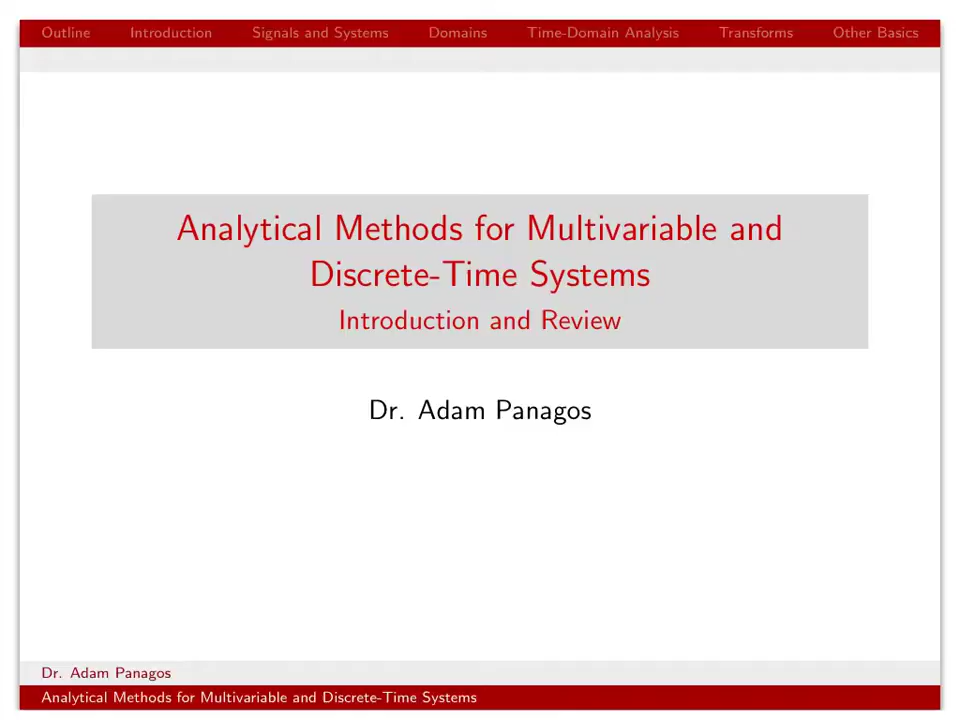 Outline Introduction Signals and Systems Domains Time-Domain Analysis Transforms Other Basics
Analytical Methods for Multivariable and
Discrete-Time Systems
Introduction and Review
Dr. Adam Panagos
Dr. Adam Panagos
Analytical Methods for Multivariable and Discrete-Time Systems